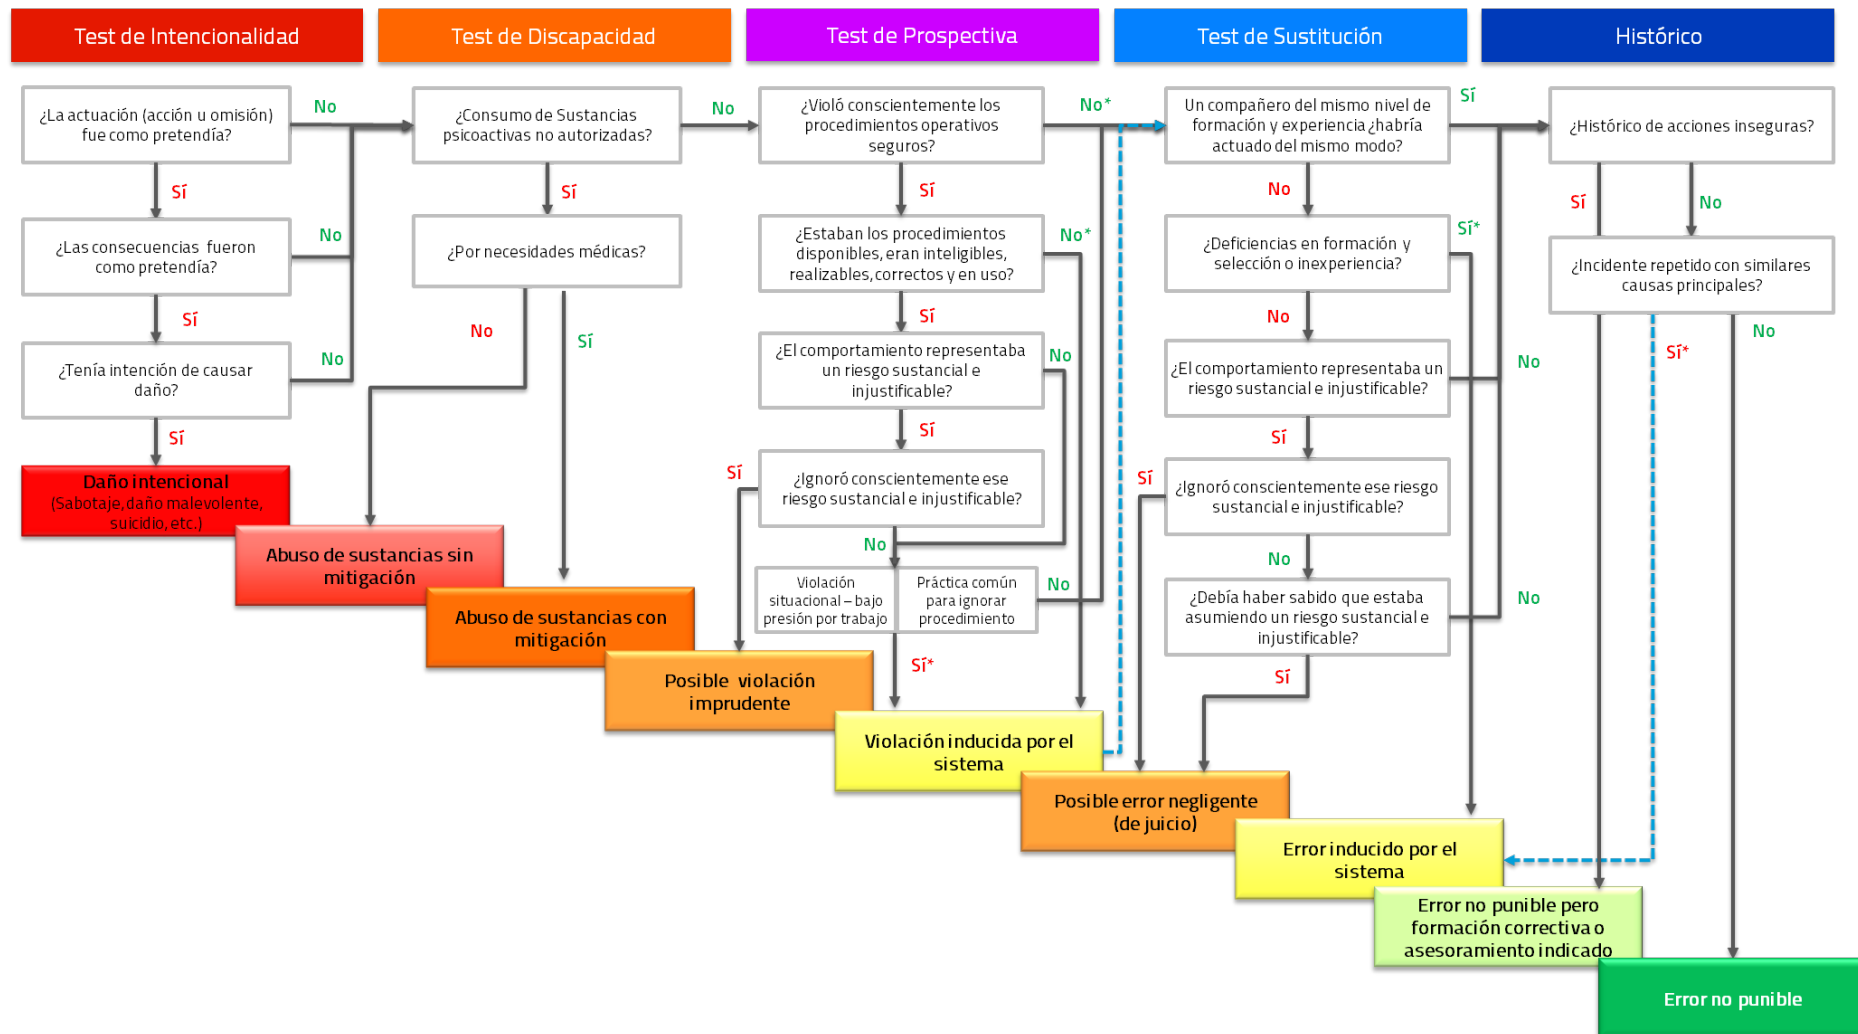 Test de Intencionalidad
Test de Discapacidad
Test de Prospectiva
Test de Sustitución
Histórico
¿La actuación (acción u omisión)
fue como pretendía?
No
Sí
¿Las consecuencias fueron
como pretendía?
No
Sí
¿Tenía intención de causar
daño?
No
Sí
Daño intencional
(Sabotaje, daño malevolente,
suicidio, etc.)
¿Consumo de Sustancias
psicoactivas no autorizadas?
No
Sí
¿Por necesidades médicas?
No
Sí
Abuso de sustancias sin
mitigación
Abuso de sustancias con
mitigación
¿Violó conscientemente los
procedimientos operativos
seguros?
No*
Sí
¿Estaban los procedimientos
disponibles, eran inteligibles,
realizables, correctos y en uso?
No*
Sí
¿El comportamiento representaba
un riesgo sustancial e
injustificable?
No
Sí
¿Ignoró conscientemente ese
riesgo sustancial e injustificable?
Sí
No
Violación
situacional – bajo
presión por trabajo
Práctica común
para ignorar
procedimiento
No
Sí*
Posible violación
imprudente
Violación inducida por el
sistema
Un compañero del mismo nivel de
formación y experiencia ¿habría
actuado del mismo modo?
Sí
No
¿Deficiencias en formación y
selección o inexperiencia?
Sí*
No
¿El comportamiento representaba un
riesgo sustancial e injustificable?
No
Sí
¿Ignoró conscientemente ese riesgo
sustancial e injustificable?
Sí
No
¿Debía haber sabido que estaba
asumiendo un riesgo sustancial e
injustificable?
No
Sí
Posible error negligente
(de juicio)
Error inducido por el
sistema
¿Histórico de acciones inseguras?
Sí
No
¿Incidente repetido con similares
causas principales?
Sí*
No
Error no punible pero
formación correctiva o
asesoramiento indicado
Error no punible